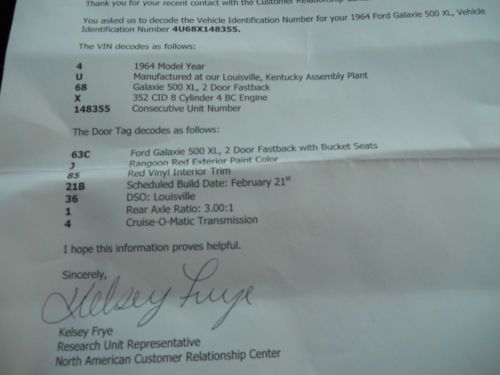 Thank you for your recent contact with the Customer Relationship
You asked us to decode the Vehicle Identification Number for your 1964 Ford Galaxie 500 XL, Vehicle
Identification Number 4U68X148355.
The VIN decodes as follows:
4 1964 Model Year
U Manufactured at our Louisville, Kentucky Assembly Plant
68 Galaxie 500 XL, 2 Door Fastback
X 352 CID 8 Cylinder 4 BC Engine
148355 Consecutive Unit Number
The Door Tag decodes as follows:
63C Ford Galaxie 500 XL, 2 Door Fastback with Bucket Seats
J Rangoon Red Exterior Paint Color
85 Red Vinyl Interior Trim
21B Scheduled Build Date: February 21st
36 DSO: Louisville
1 Rear Axle Ratio: 3.00:1
4 Cruise-O-Matic Transmission
I hope this information proves helpful.
Sincerely,
Kelsey Frye
Kelsey Frye
Research Unit Representative
North American Customer Relationship Center